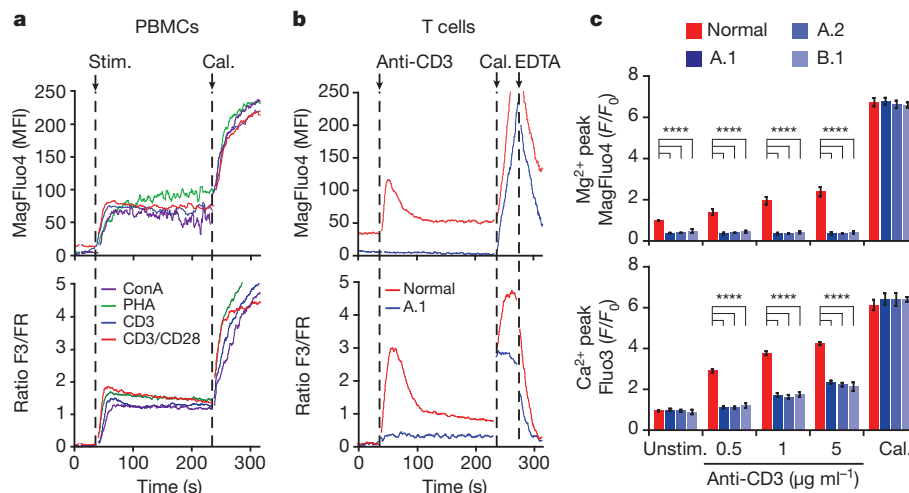 a PBMCs
Stim. Cal.
MagFluo4 (MFI)
250
200
150
100
50
0
Ratio F3/FR
5
4
3
2
1
0
ConA
PHA
CD3
CD3/CD28
0 100 200 300
Time (s)
b T cells
Anti-CD3 Cal. EDTA
MagFluo4 (MFI)
250
200
150
100
50
0
Ratio F3/FR
5
4
3
2
1
0
Normal
A.1
0 100 200 300
Time (s)
c
Normal A.2
A.1 B.1
Mg²⁺ peak
MagFluo4 (F/F₀)
8
6
4
2
0
**** **** **** ****
Ca²⁺ peak
Fluo3 (F/F₀)
8
6
4
2
0
**** **** ****
Unstim. 0.5 1 5 Cal.
Anti-CD3 (µg ml⁻¹)